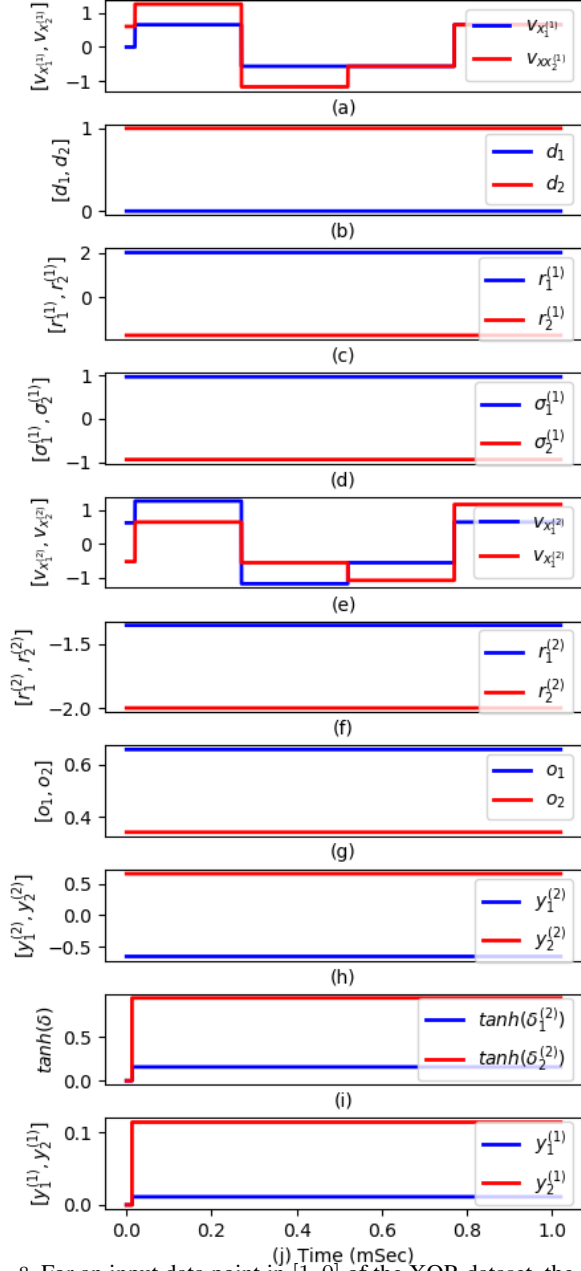 [v_{x_1^{(1)}}, v_{x_2^{(1)}}]
1
0
−1
v_{x_1^{(1)}}
v_{xx_2^{(1)}}
(a)
[d_1, d_2]
1
0
d_1
d_2
(b)
[r_1^{(1)}, r_2^{(1)}]
2
0
r_1^{(1)}
r_2^{(1)}
(c)
[σ_1^{(1)}, σ_2^{(1)}]
1
0
−1
σ_1^{(1)}
σ_2^{(1)}
(d)
[v_{x_1^{(2)}}, v_{x_2^{(2)}}]
1
0
−1
v_{x_1^{(2)}}
v_{x_1^{(2)}}
(e)
[r_1^{(2)}, r_2^{(2)}]
−1.5
−2.0
r_1^{(2)}
r_2^{(2)}
(f)
[o_1, o_2]
0.6
0.4
o_1
o_2
(g)
[y_1^{(2)}, y_2^{(2)}]
0.5
0.0
−0.5
y_1^{(2)}
y_2^{(2)}
(h)
tanh(δ)
0.5
0.0
tanh(δ_1^{(2)})
tanh(δ_2^{(2)})
(i)
[y_1^{(1)}, y_2^{(1)}]
0.1
0.0
y_1^{(1)}
y_2^{(1)}
0.0 0.2 0.4 0.6 0.8 1.0
(j) Time (mSec)
8. For an input data point in [1, 0] of the XOR dataset, the